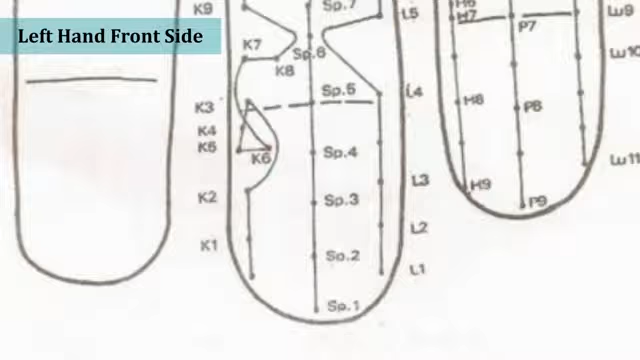 Left Hand Front Side
K9
Sp.7
L5
H7
P7
Lu9
K7
Sp.6
K8
Lu10
Sp.5
L4
K3
H8
P8
K4
K5
K6
Sp.4
Lu11
L3
H9
K2
Sp.3
P9
L2
K1
Sp.2
L1
Sp.1